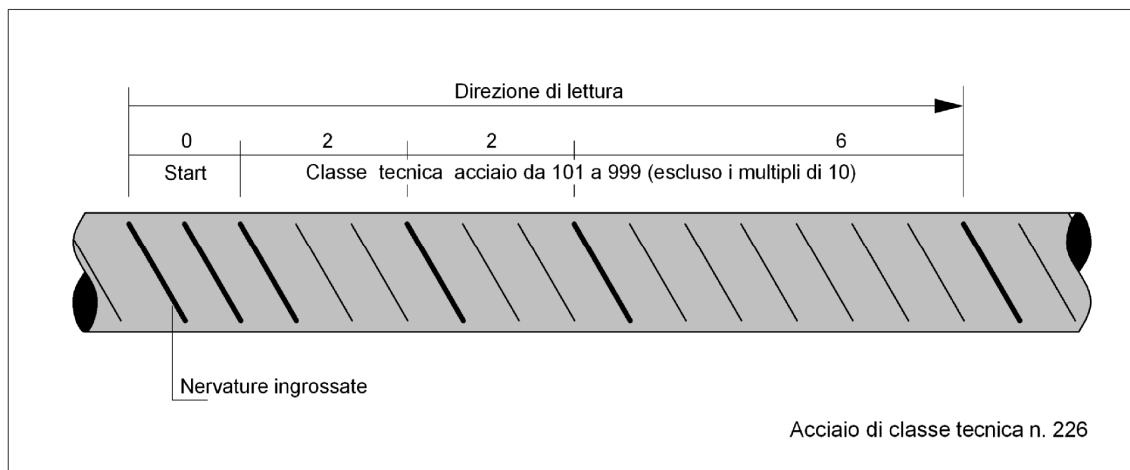 Direzione di lettura
0 2 2 6
Start Classe tecnica acciaio da 101 a 999 (escluso i multipli di 10)
Nervature ingrossate
Acciaio di classe tecnica n. 226